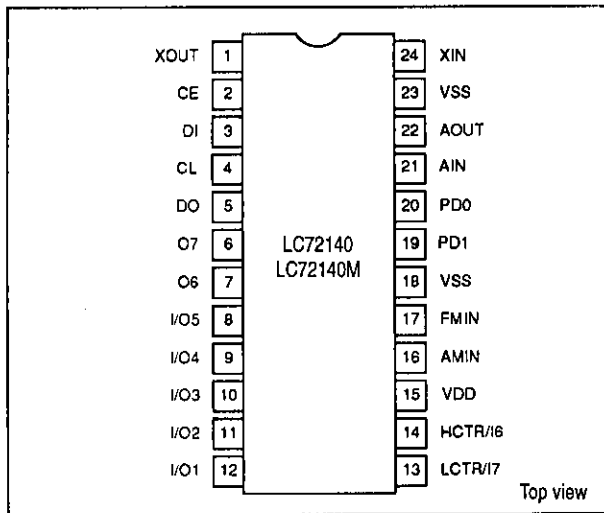 XOUT 1 24 XIN
CE 2 23 VSS
DI 3 22 AOUT
CL 4 21 AIN
DO 5 20 PD0
O7 6 19 PD1
O6 7 18 VSS
I/O5 8 17 FMIN
I/O4 9 16 AMIN
I/O3 10 15 VDD
I/O2 11 14 HCTR/I6
I/O1 12 13 LCTR/I7
LC72140
LC72140M
Top view